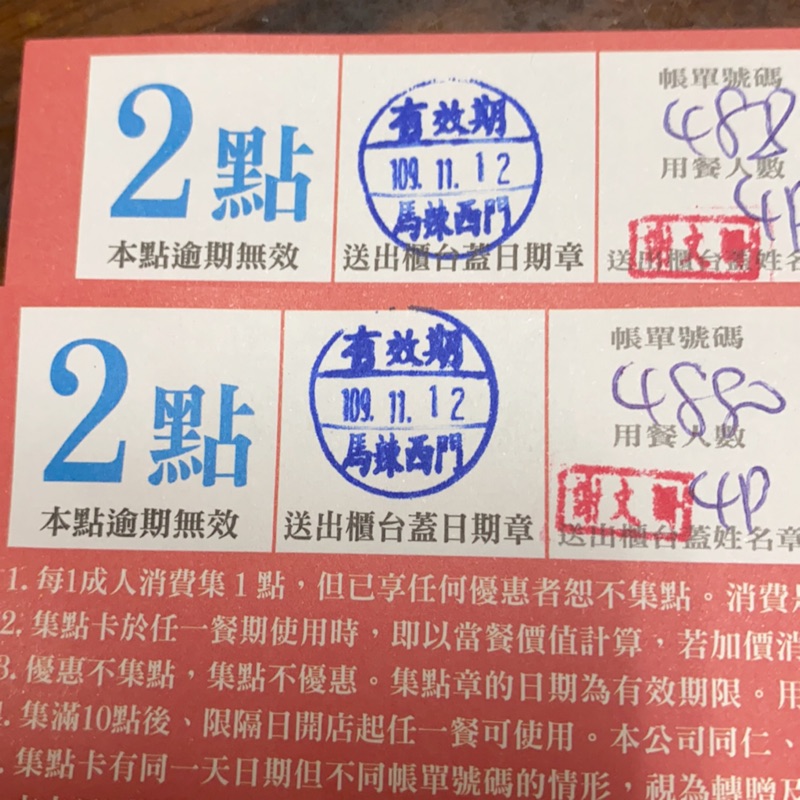 2點
本點逾期無效
有效期
109.11.12
馬辣西門
送出櫃台蓋日期章
帳單號碼
用餐人數
4P
送出櫃台蓋姓名
2點
本點逾期無效
有效期
109.11.12
馬辣西門
送出櫃台蓋日期章
帳單號碼
4880
用餐人數
4P
謝文
送出櫃台蓋姓名章
1. 每1成人消費集1點，但已享任何優惠者恕不集點。消費
2. 集點卡於任一餐期使用時，即以當餐價值計算，若加價消
3. 優惠不集點，集點不優惠。集點章的日期為有效期限。用
4. 集滿10點後、限隔日開店起任一餐可使用。本公司同仁、
. 集點卡有同一天日期但不同帳單號碼的情形，視為轉贈及